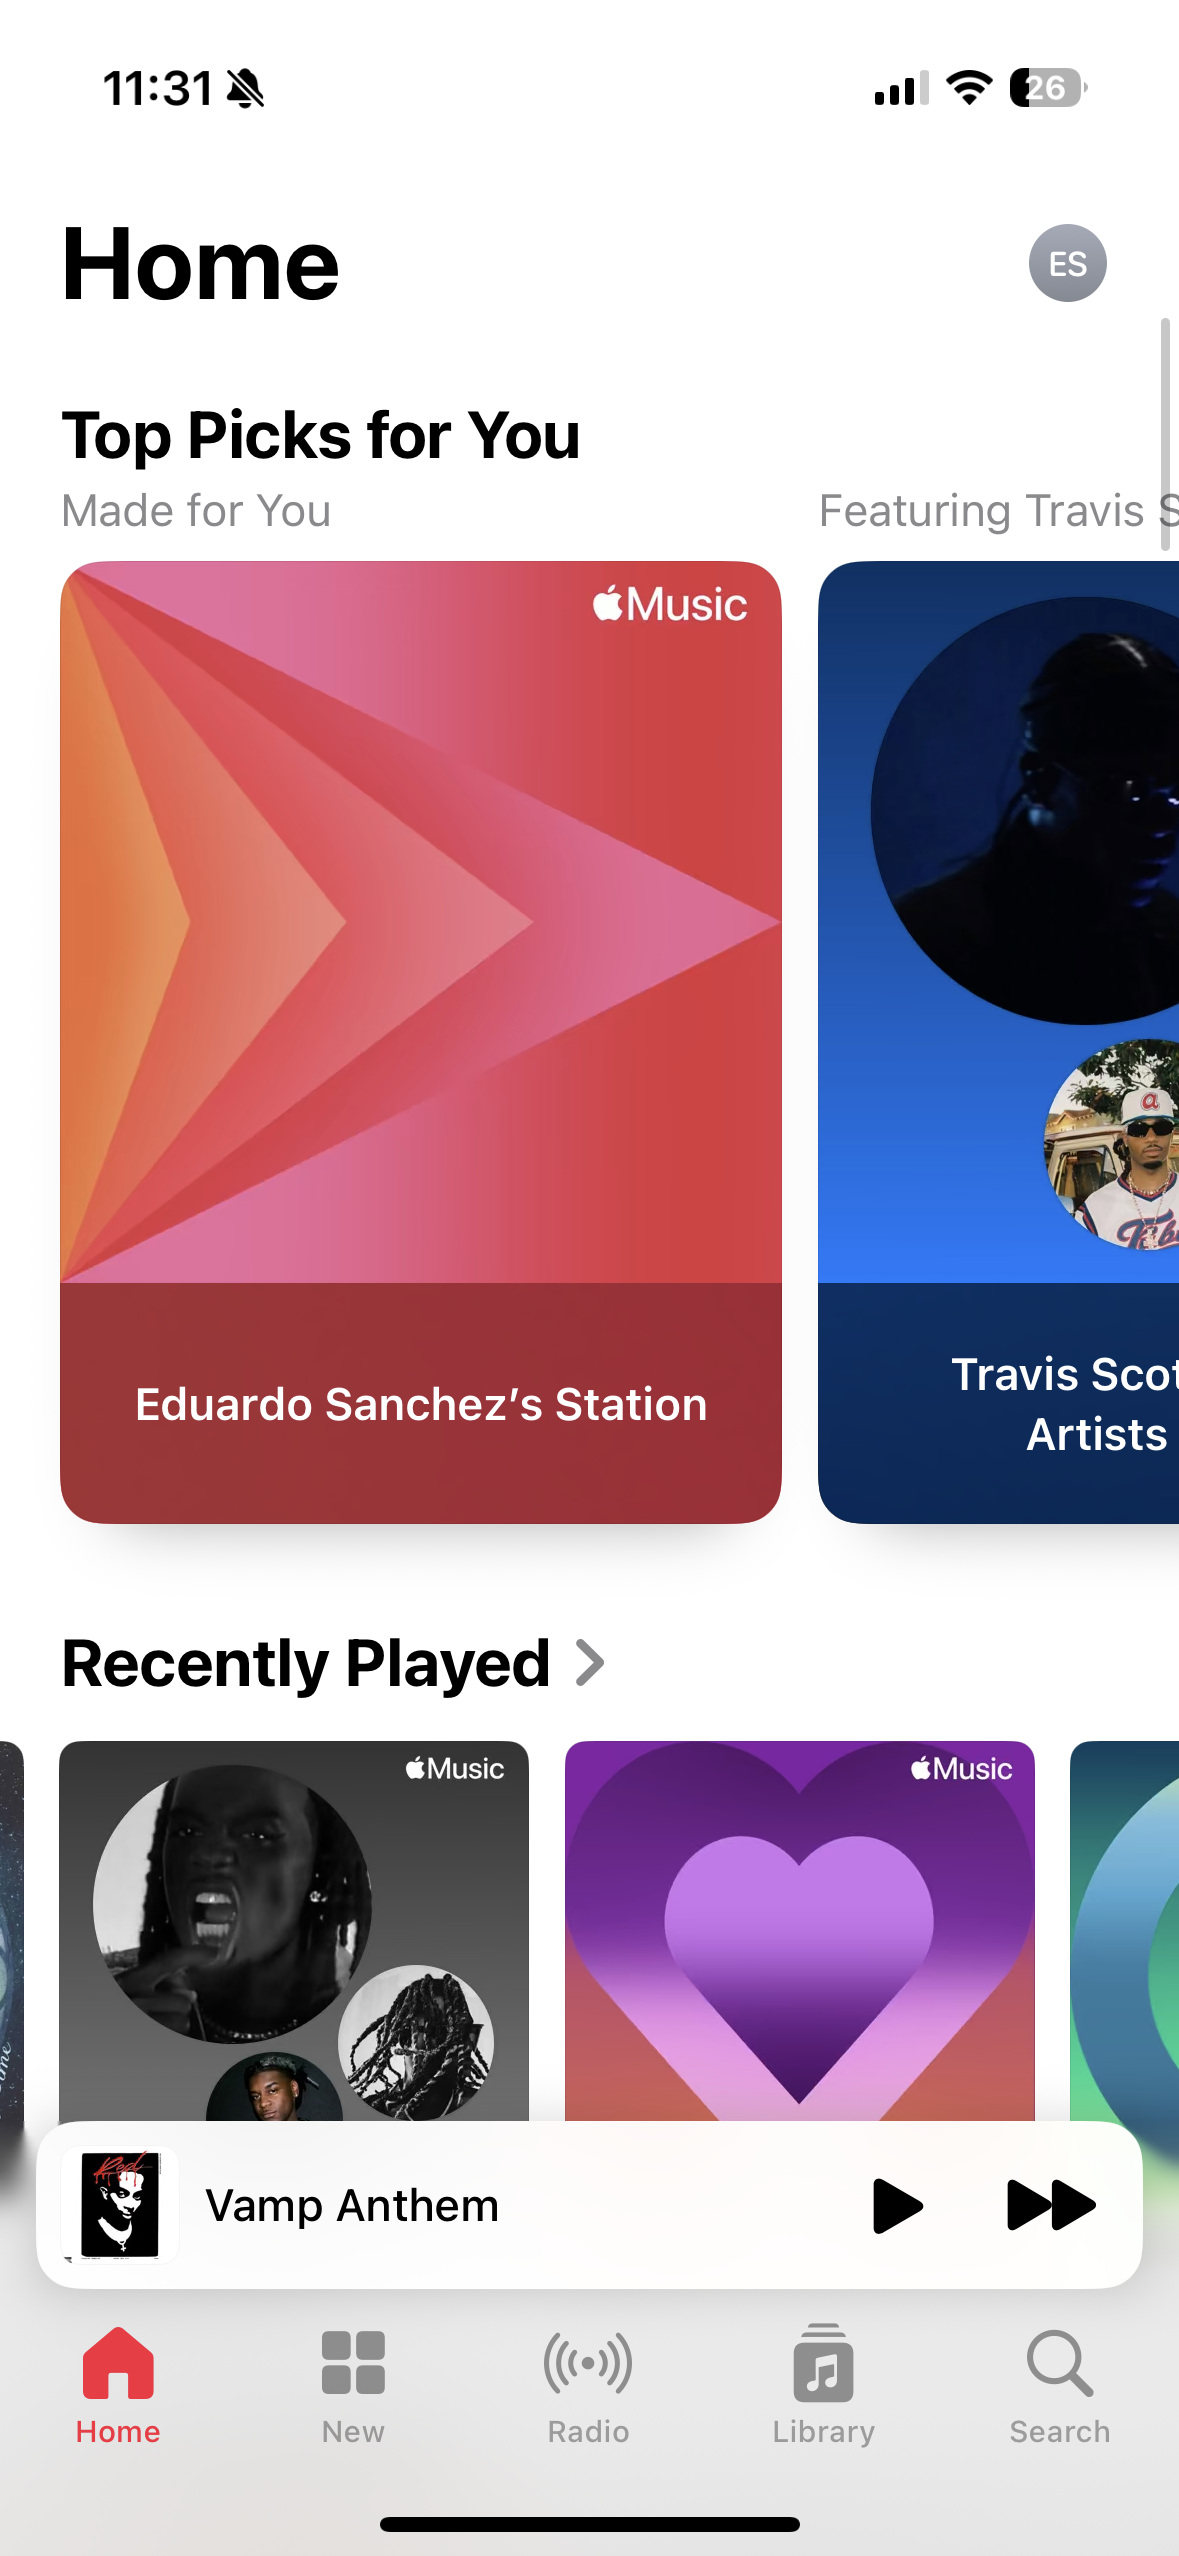 11:31
26
Home
ES
Top Picks for You
Made for You
Featuring Travis S
Music
Eduardo Sanchez’s Station
Travis Scot
Artists
Recently Played
Music
Music
Vamp Anthem
Home
New
Radio
Library
Search